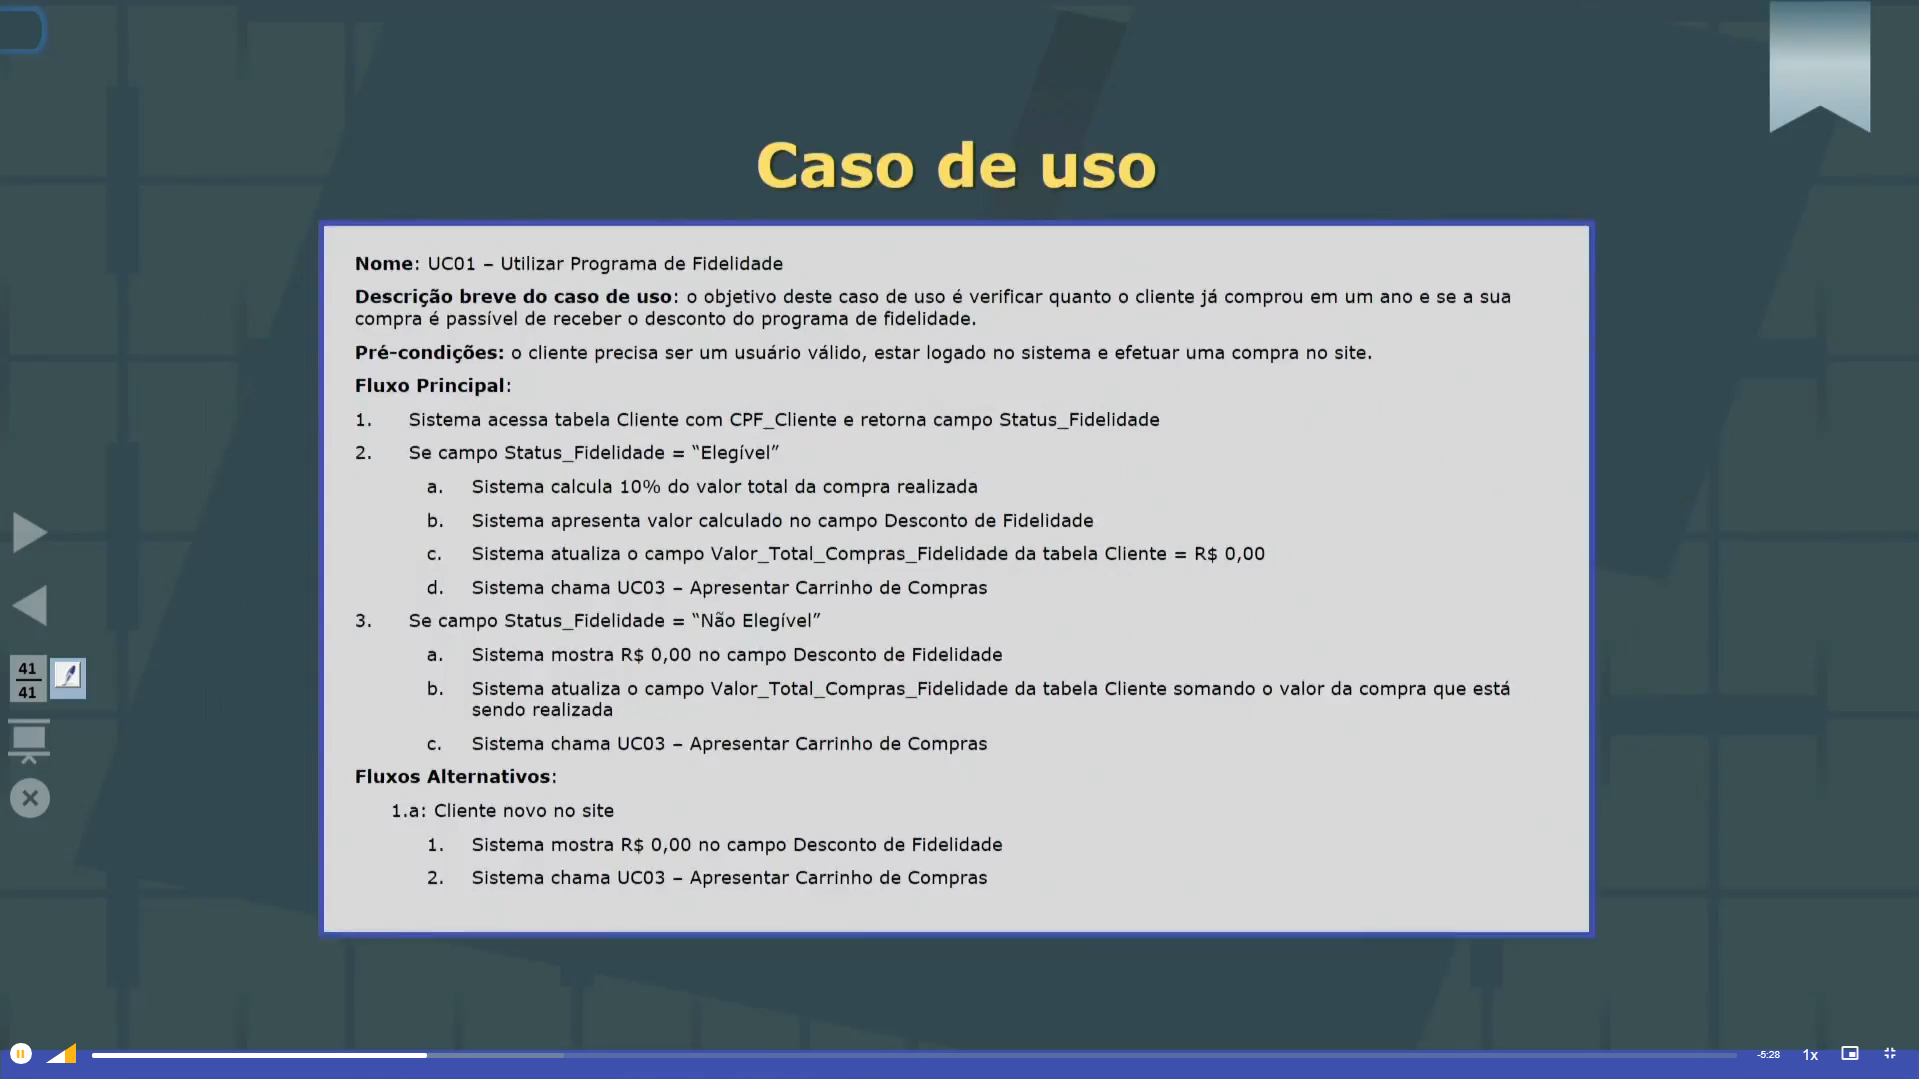 Caso de uso
Nome: UC01 – Utilizar Programa de Fidelidade
Descrição breve do caso de uso: o objetivo deste caso de uso é verificar quanto o cliente já comprou em um ano e se a sua
compra é passível de receber o desconto do programa de fidelidade.
Pré-condições: o cliente precisa ser um usuário válido, estar logado no sistema e efetuar uma compra no site.
Fluxo Principal:
1. Sistema acessa tabela Cliente com CPF_Cliente e retorna campo Status_Fidelidade
2. Se campo Status_Fidelidade = “Elegível”
a. Sistema calcula 10% do valor total da compra realizada
b. Sistema apresenta valor calculado no campo Desconto de Fidelidade
c. Sistema atualiza o campo Valor_Total_Compras_Fidelidade da tabela Cliente = R$ 0,00
d. Sistema chama UC03 – Apresentar Carrinho de Compras
3. Se campo Status_Fidelidade = “Não Elegível”
a. Sistema mostra R$ 0,00 no campo Desconto de Fidelidade
b. Sistema atualiza o campo Valor_Total_Compras_Fidelidade da tabela Cliente somando o valor da compra que está
sendo realizada
c. Sistema chama UC03 – Apresentar Carrinho de Compras
Fluxos Alternativos:
1.a: Cliente novo no site
1. Sistema mostra R$ 0,00 no campo Desconto de Fidelidade
2. Sistema chama UC03 – Apresentar Carrinho de Compras
41
41
-5:28
1x